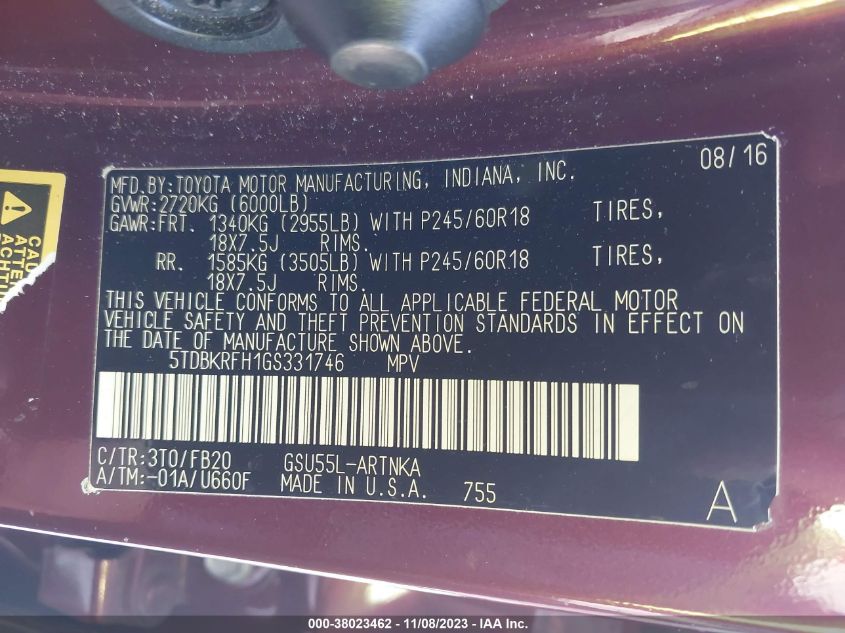 08/16
MFD.BY:TOYOTA MOTOR MANUFACTURING, INDIANA, INC.
GVWR:2720KG (6000LB)
GAWR:FRT. 1340KG (2955LB) WITH P245/60R18 TIRES,
18X7.5J RIMS.
RR. 1585KG (3505LB) WITH P245/60R18 TIRES,
18X7.5J RIMS.
THIS VEHICLE CONFORMS TO ALL APPLICABLE FEDERAL MOTOR
VEHICLE SAFETY AND THEFT PREVENTION STANDARDS IN EFFECT ON
THE DATE OF MANUFACTURE SHOWN ABOVE.
5TDBKRFH1GS331746 MPV
C/TR:3T0/FB20 GSU55L-ARTNKA
A/TM:-01A/U660F MADE IN U.S.A. 755
A
000-38023462 - 11/08/2023 - IAA Inc.